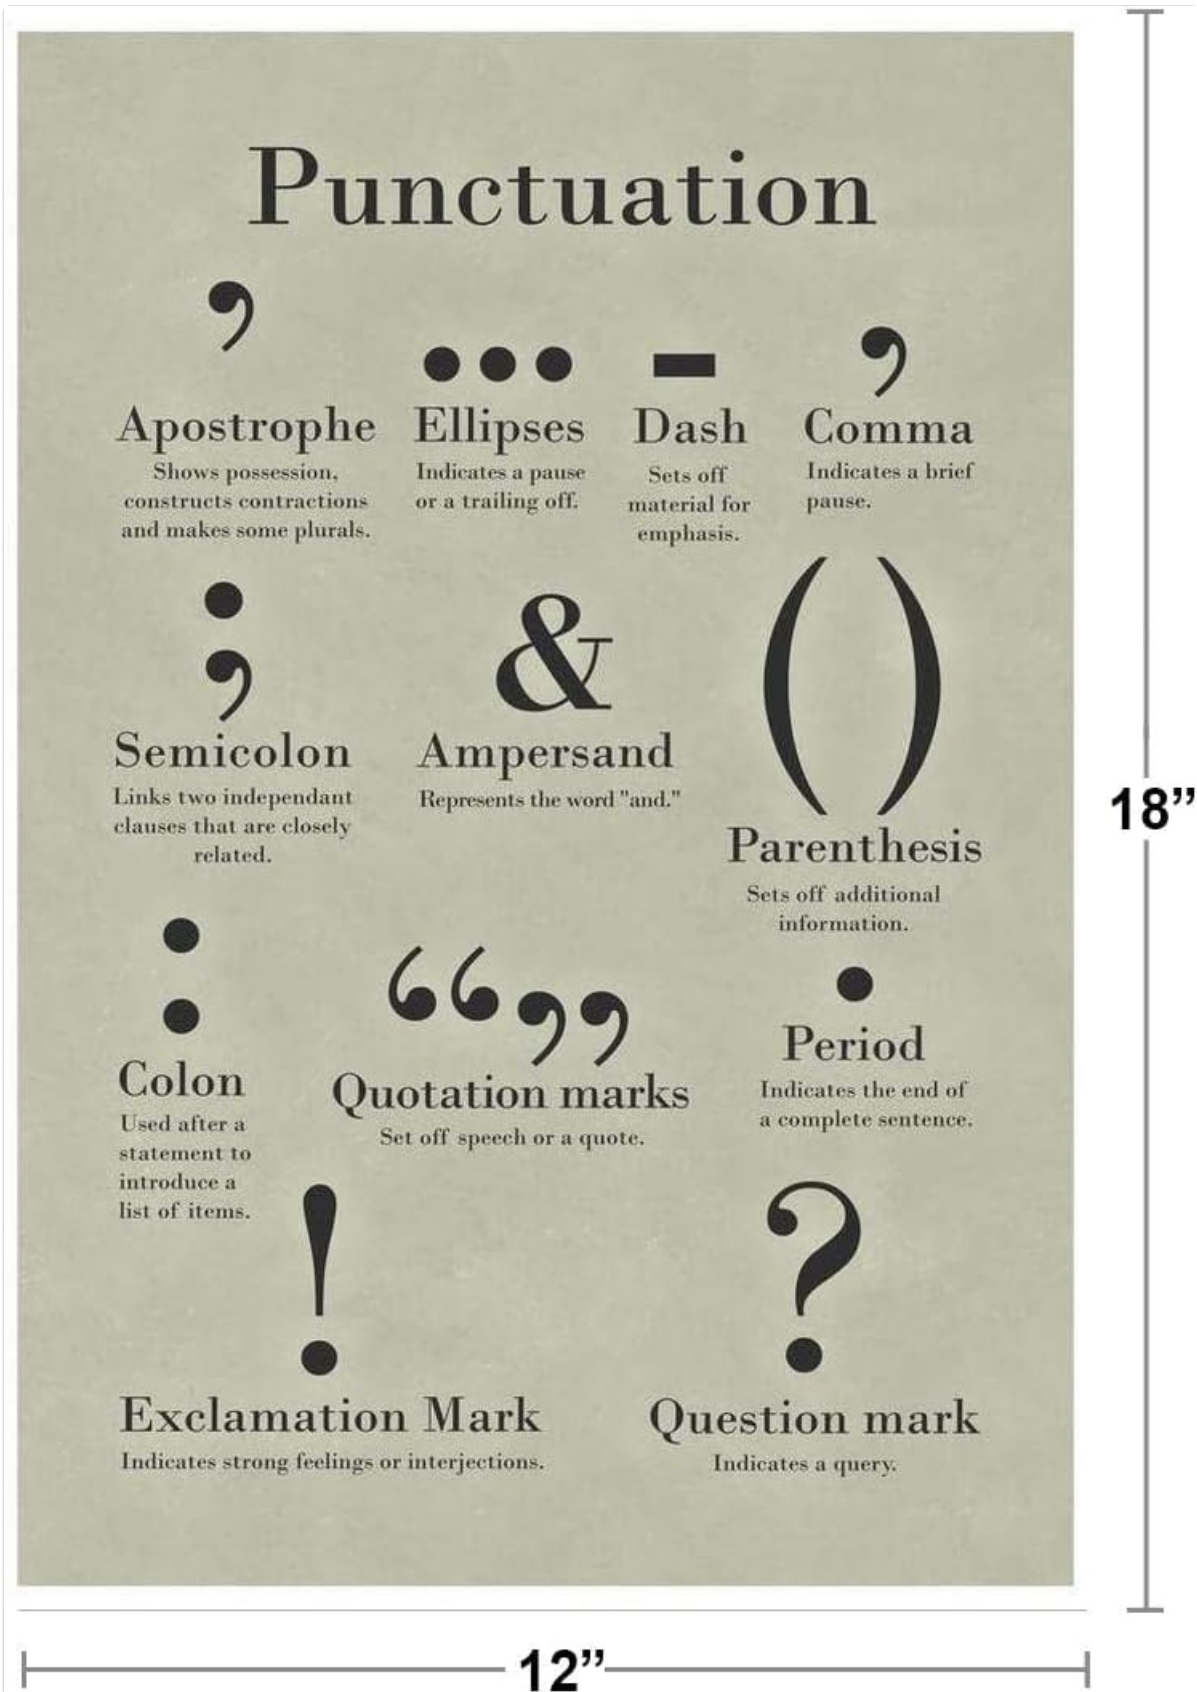 Punctuation
’
Apostrophe
Shows possession,
constructs contractions
and makes some plurals.
•••
Ellipses
Indicates a pause
or a trailing off.
-
Dash
Sets off
material for
emphasis.
,
Comma
Indicates a brief
pause.
;
Semicolon
Links two independant
clauses that are closely
related.
&
Ampersand
Represents the word "and."
()
Parenthesis
Sets off additional
information.
:
Colon
Used after a
statement to
introduce a
list of items.
“„
Quotation marks
Set off speech or a quote.
.
Period
Indicates the end of
a complete sentence.
!
Exclamation Mark
Indicates strong feelings or interjections.
?
Question mark
Indicates a query.
18”
12”